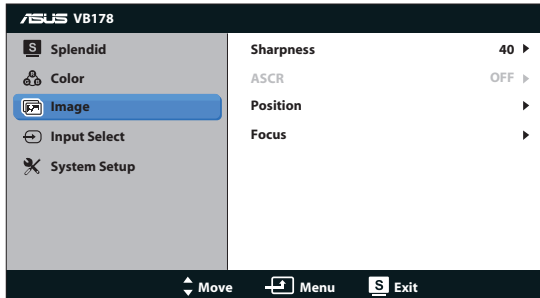 ASUS VB178
S Splendid
Color
Image
Input Select
System Setup
Sharpness 40
ASCR OFF
Position
Focus
Move Menu S Exit